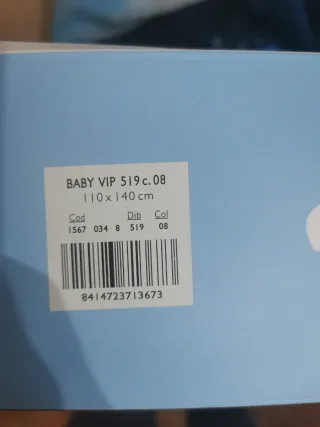 BABY VIP 519 c. 08
110 x 140 cm
Cod Dib Col
1567 034 8 519 08
8414723713673